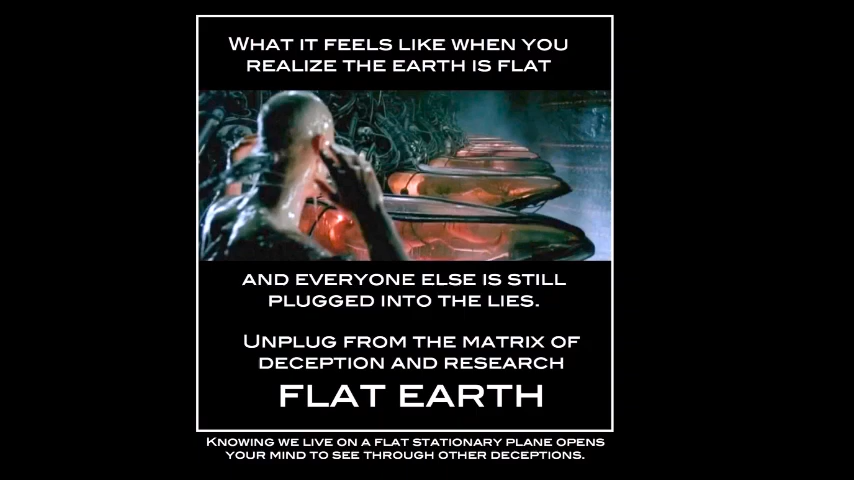 What it feels like when you
realize the earth is flat
and everyone else is still
plugged into the lies.
Unplug from the matrix of
deception and research
FLAT EARTH
Knowing we live on a flat stationary plane opens
your mind to see through other deceptions.